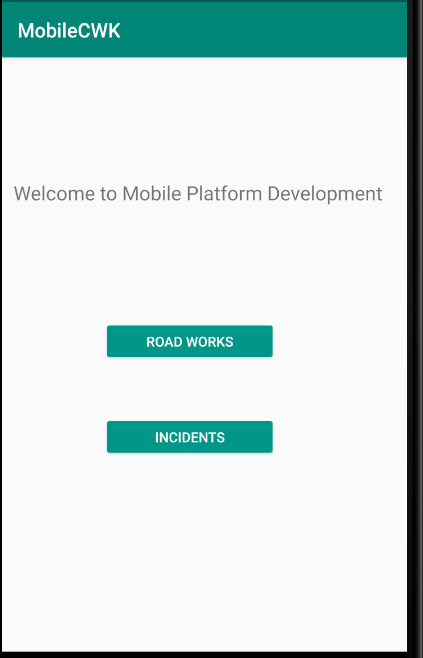 MobileCWK
Welcome to Mobile Platform Development
ROAD WORKS
INCIDENTS